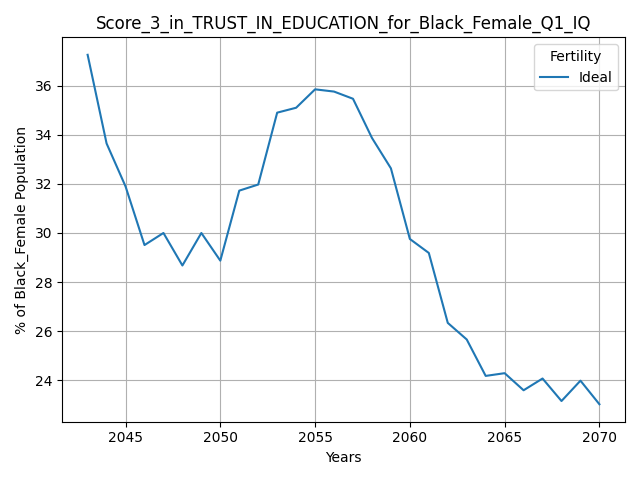 Score_3_in_TRUST_IN_EDUCATION_for_Black_Female_Q1_IQ
Fertility
Ideal
% of Black_Female Population
36
34
32
30
28
26
24
2045 2050 2055 2060 2065 2070
Years